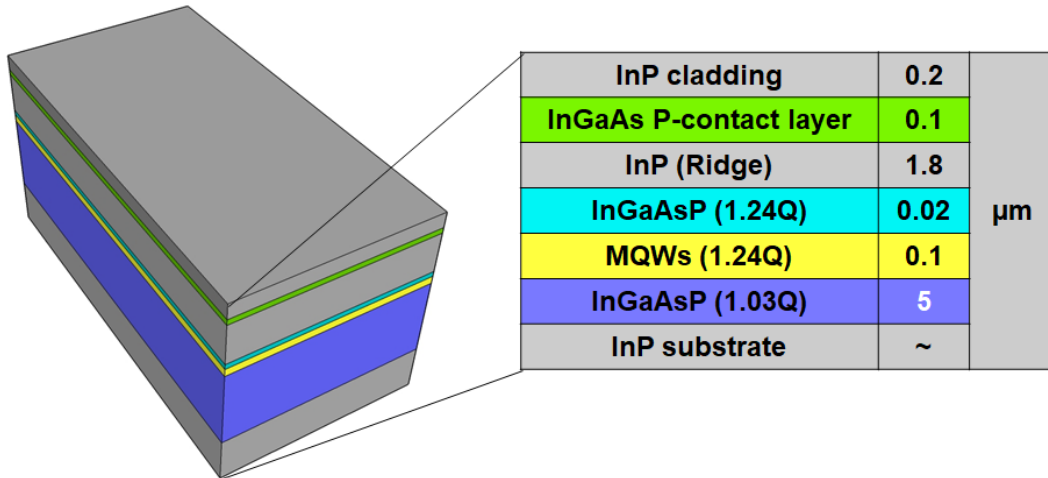 InP cladding 0.2
InGaAs P-contact layer 0.1
InP (Ridge) 1.8
InGaAsP (1.24Q) 0.02 μm
MQWs (1.24Q) 0.1
InGaAsP (1.03Q) 5
InP substrate ~